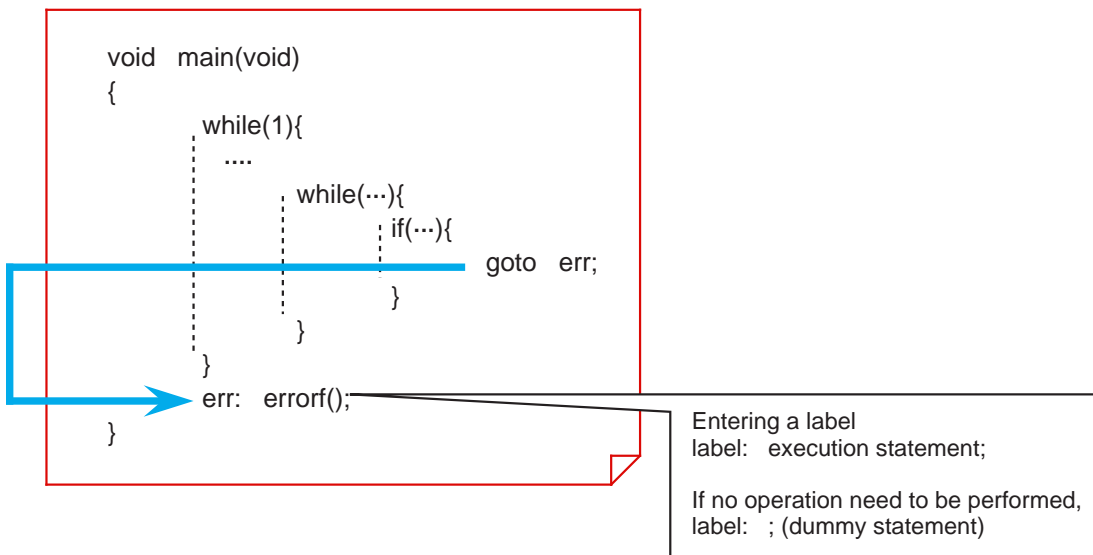 void main(void)
{
while(1){
....
while(···){
if(···){
goto err;
}
}
}
err: errorf();
}
Entering a label
label: execution statement;
If no operation need to be performed,
label: ; (dummy statement)